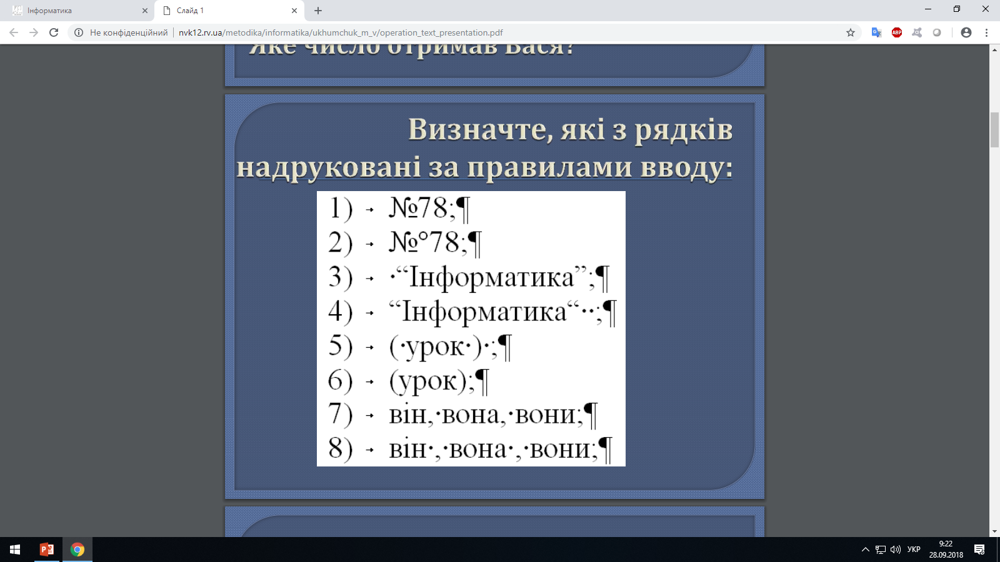 Інформатика
Слайд 1
Не конфіденційний
nvk12.rv.ua/metodika/informatika/ukhumchuk_m_v/operation_text_presentation.pdf
ABP
Яке число отримав Вася?
Визначте, які з рядків
надруковані за правилами вводу:
1) → №78;¶
2) → №°78;¶
3) → ·“Інформатика”;¶
4) → “Інформатика“··;¶
5) → (·урок·)·;¶
6) → (урок);¶
7) → він,·вона,·вони;¶
8) → він·,·вона·,·вони;¶
УКР
9:22
28.09.2018